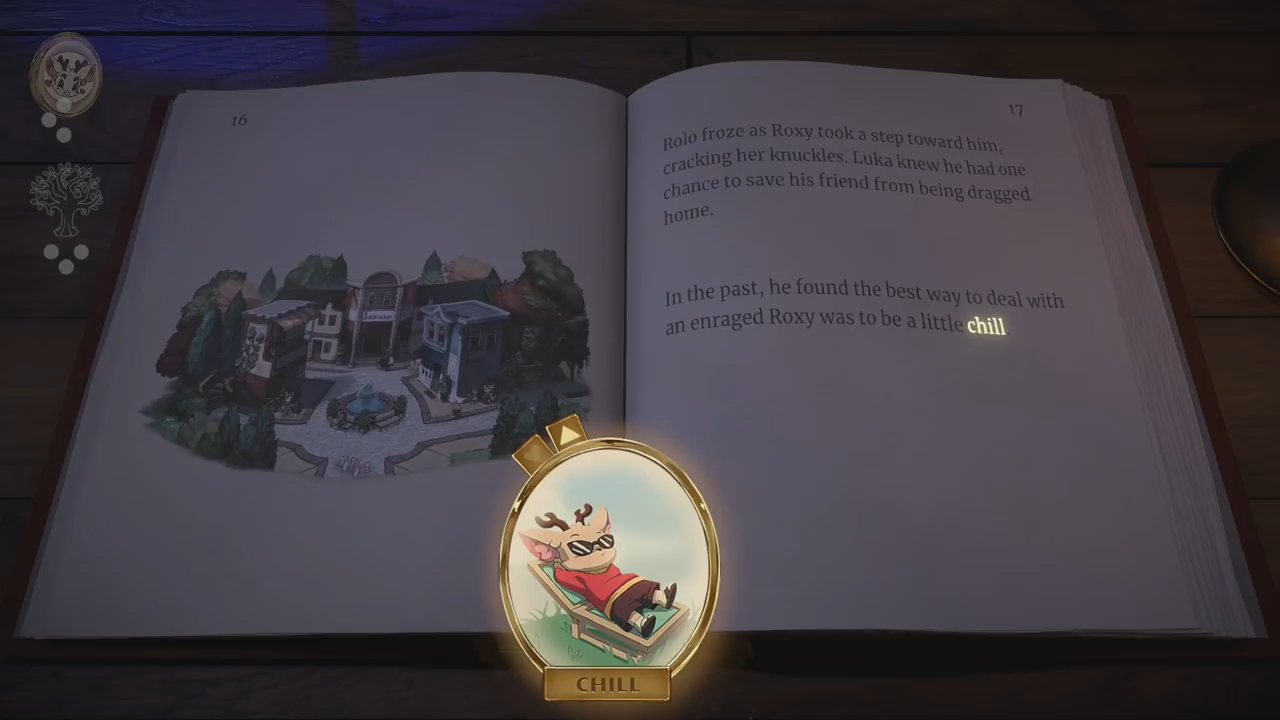 16
17
Rolo froze as Roxy took a step toward him,
cracking her knuckles. Luka knew he had one
chance to save his friend from being dragged
home.
In the past, he found the best way to deal with
an enraged Roxy was to be a little chill.
CHILL